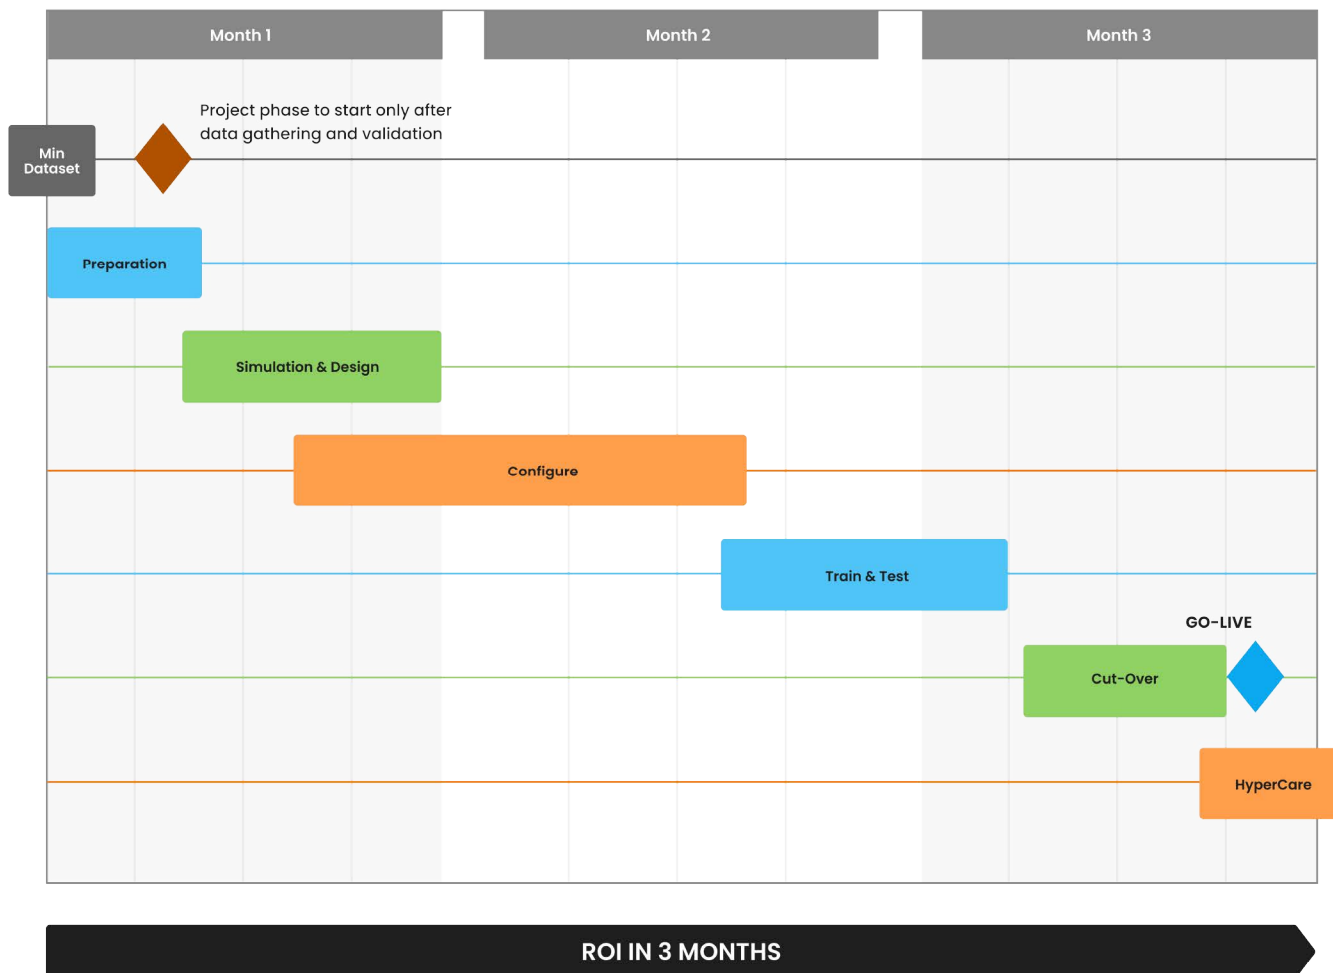 Month 1
Month 2
Month 3
Project phase to start only after
data gathering and validation
Min
Dataset
Preparation
Simulation & Design
Configure
Train & Test
GO-LIVE
Cut-Over
HyperCare
ROI IN 3 MONTHS